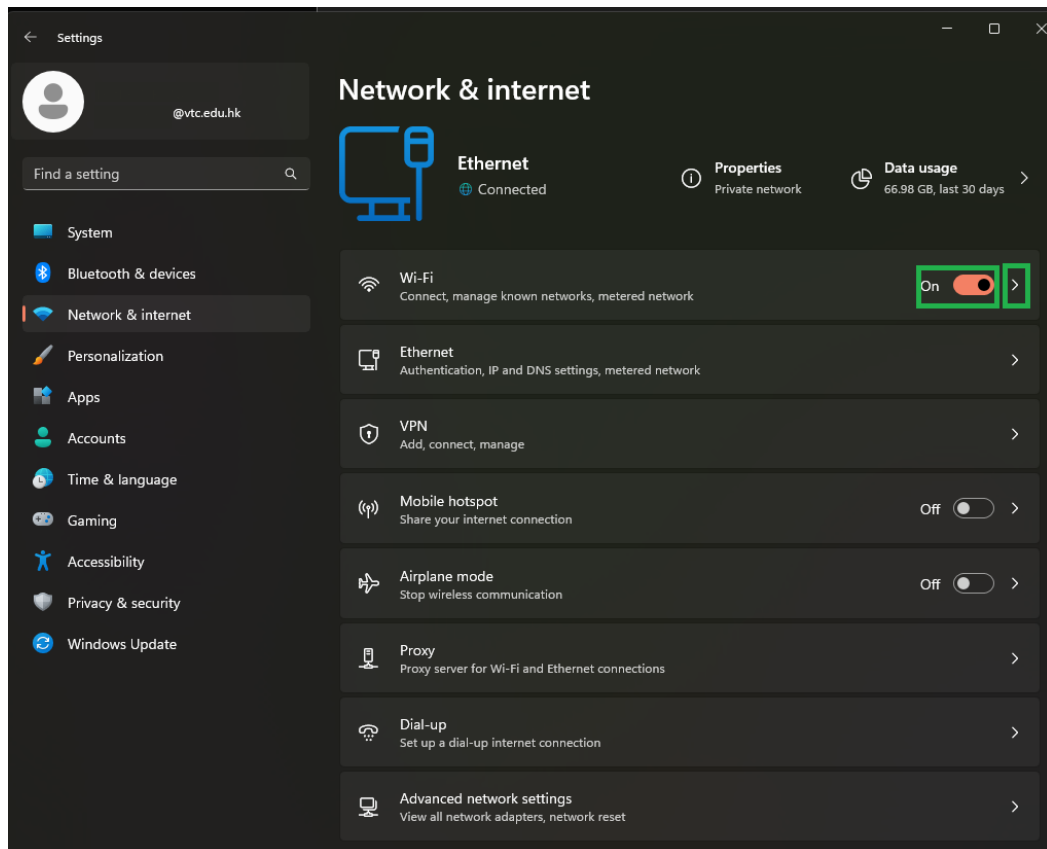 Settings
@vtc.edu.hk
Find a setting
System
Bluetooth & devices
Network & internet
Personalization
Apps
Accounts
Time & language
Gaming
Accessibility
Privacy & security
Windows Update
Network & internet
Ethernet
Connected
Properties
Private network
Data usage
66.98 GB, last 30 days
Wi-Fi
Connect, manage known networks, metered network
On
Ethernet
Authentication, IP and DNS settings, metered network
VPN
Add, connect, manage
Mobile hotspot
Share your internet connection
Off
Airplane mode
Stop wireless communication
Off
Proxy
Proxy server for Wi-Fi and Ethernet connections
Dial-up
Set up a dial-up internet connection
Advanced network settings
View all network adapters, network reset